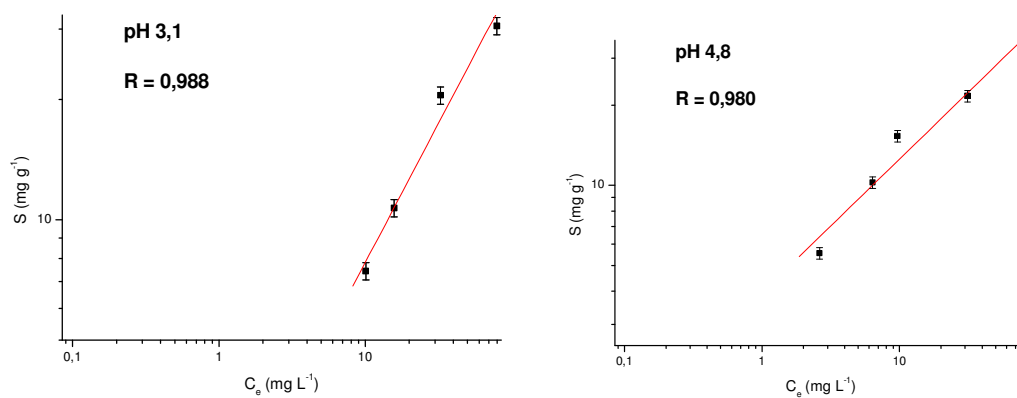 pH 3,1
R = 0,988
S (mg g⁻¹)
10
0,1 1 10
Cₑ (mg L⁻¹)
pH 4,8
R = 0,980
S (mg g⁻¹)
10
0,1 1 10
Cₑ (mg L⁻¹)